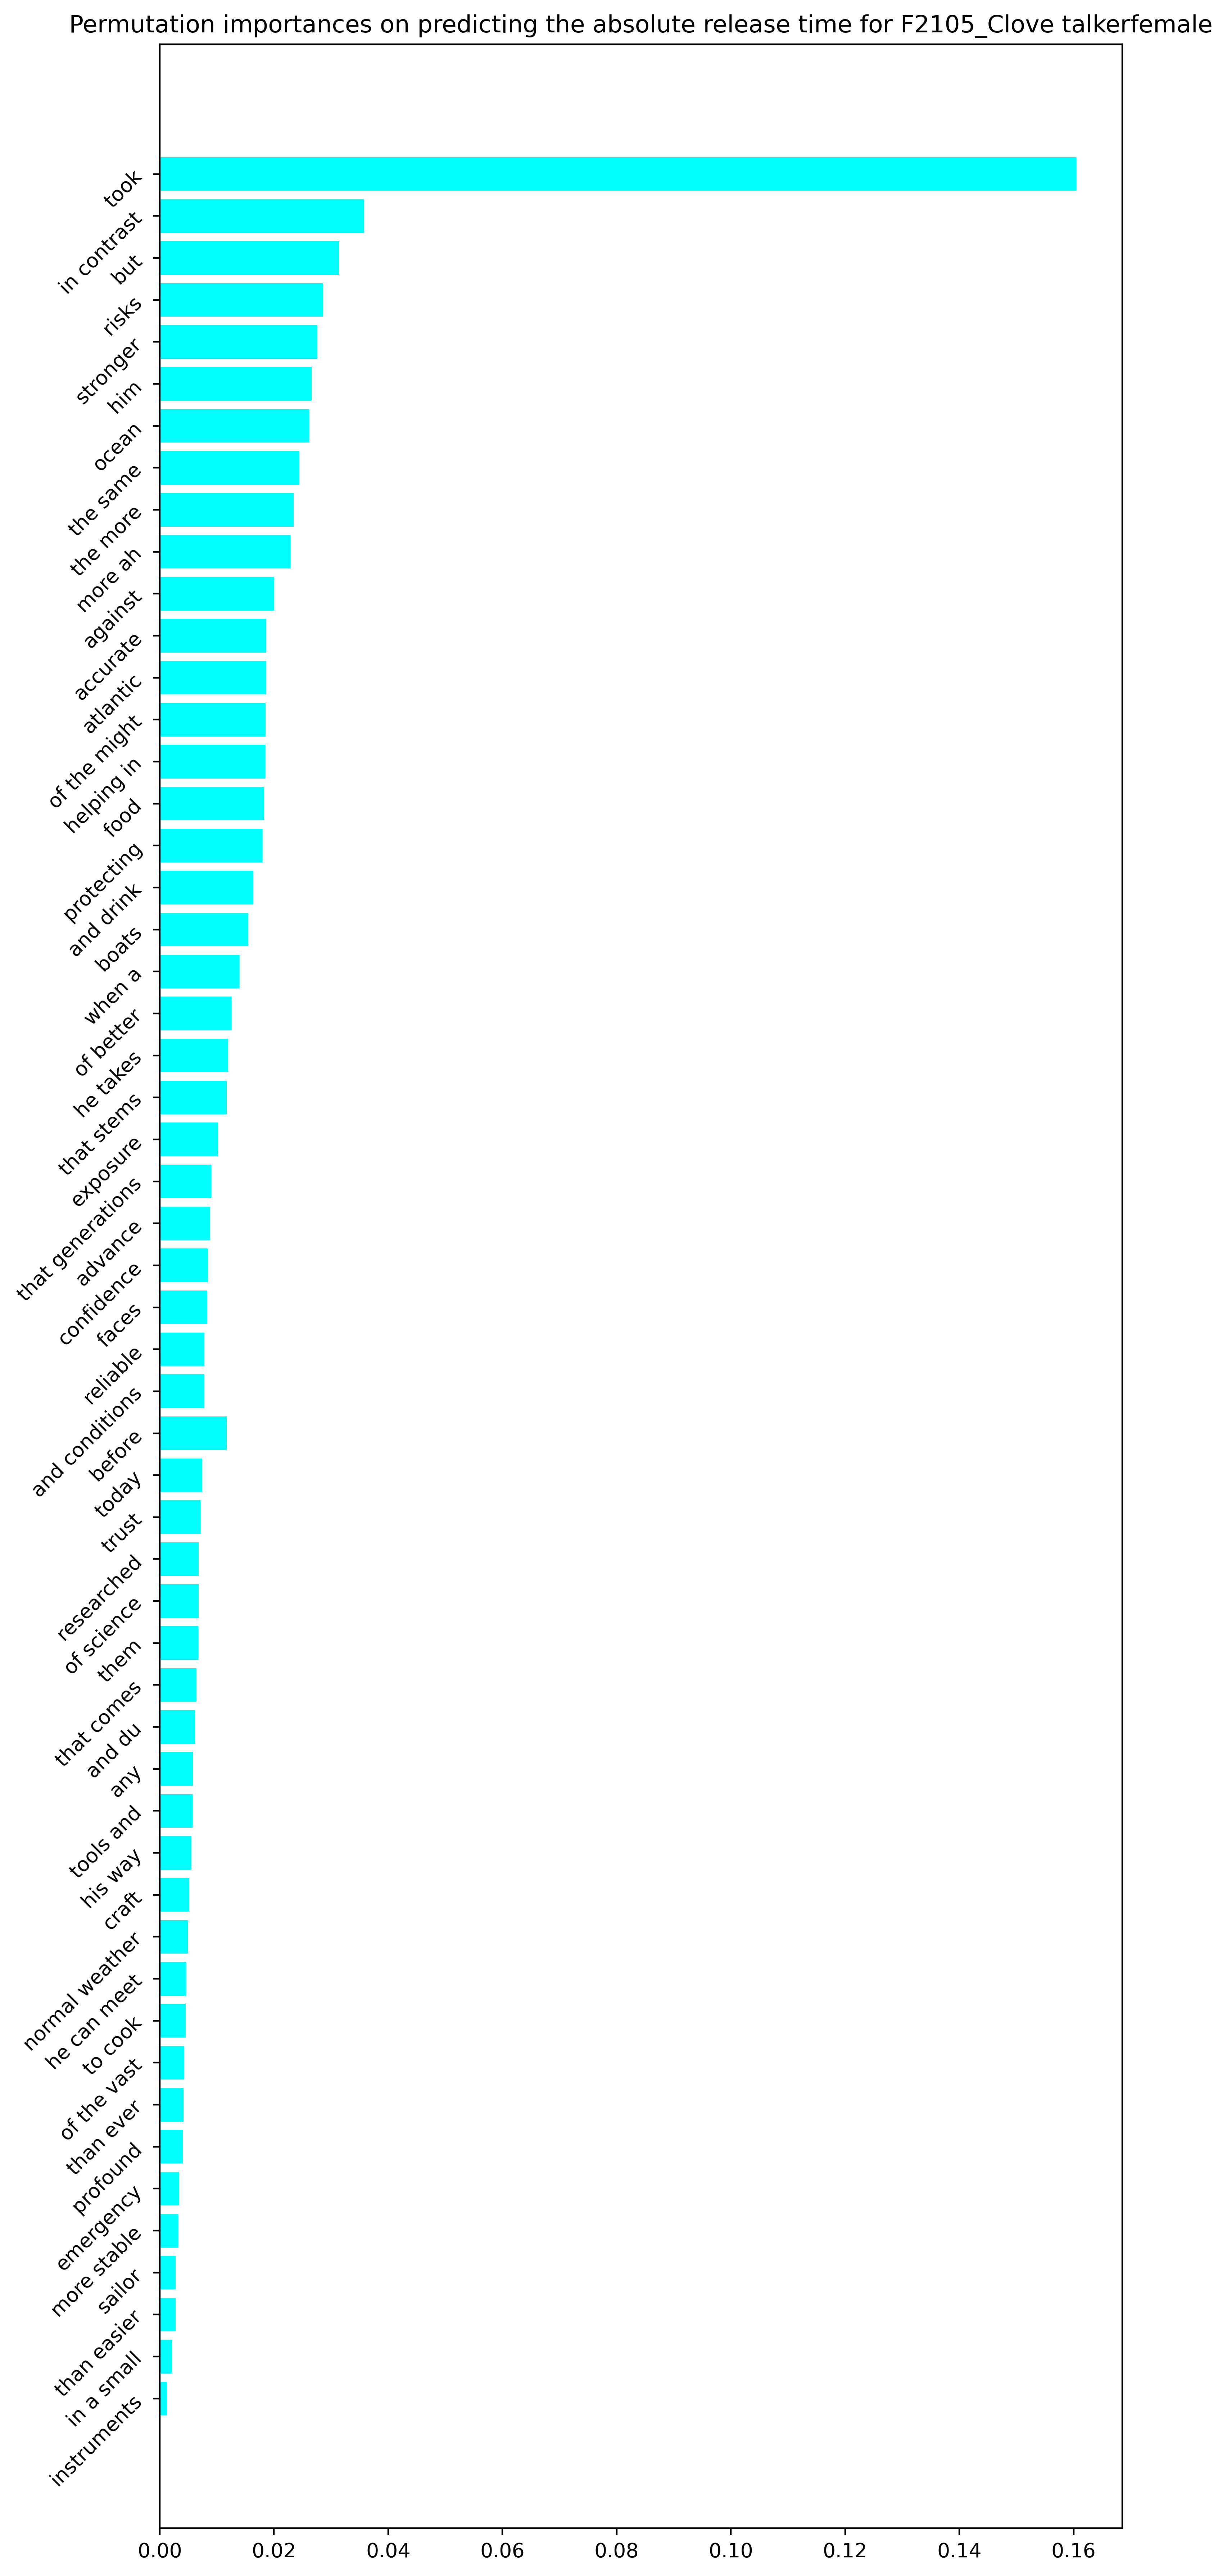 Permutation importances on predicting the absolute release time for F2105_Clove talkerfemale
took
in contrast
but
risks
stronger
him
ocean
the same
the more
more ah
against
accurate
atlantic
of the might
helping in
food
protecting
and drink
boats
when a
of better
he takes
that stems
exposure
that generations
advance
confidence
faces
reliable
and conditions
before
today
trust
researched
of science
them
that comes
and du
any
tools and
his way
craft
normal weather
he can meet
to cook
of the vast
than ever
profound
emergency
more stable
sailor
than easier
in a small
instruments
0.00 0.02 0.04 0.06 0.08 0.10 0.12 0.14 0.16